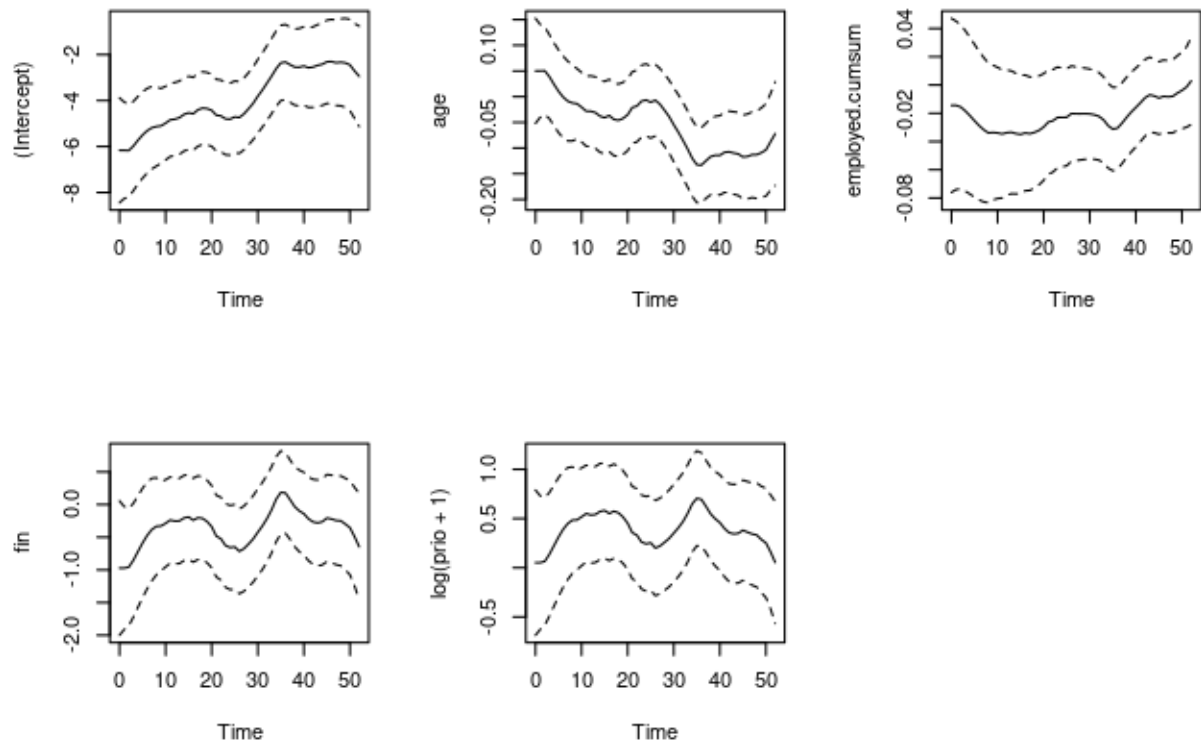 (Intercept)
-2
-4
-6
-8
0 10 20 30 40 50
Time
age
0.10
-0.05
-0.20
0 10 20 30 40 50
Time
employed.cumsum
0.04
-0.02
-0.08
0 10 20 30 40 50
Time
fin
0.0
-1.0
-2.0
0 10 20 30 40 50
Time
log(prio + 1)
1.0
0.5
-0.5
0 10 20 30 40 50
Time